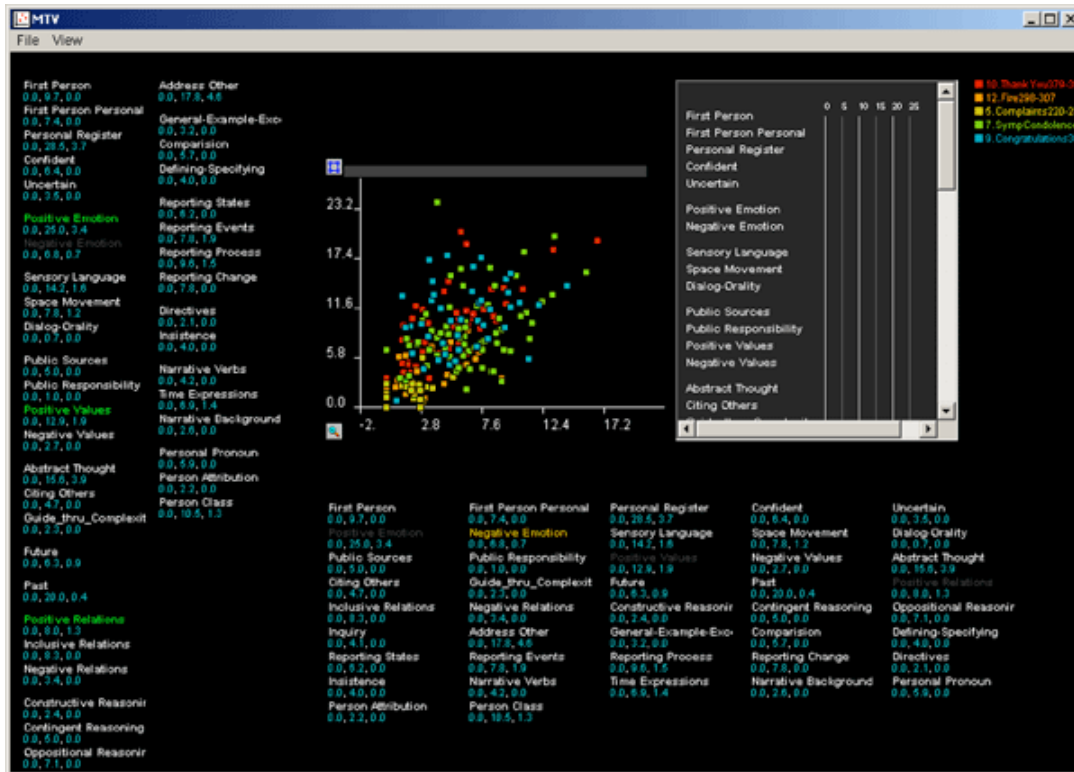 MTV
File View
First Person
0.0, 9.7, 0.0
First Person Personal
0.0, 7.4, 0.0
Personal Register
0.0, 28.5, 3.7
Confident
0.0, 6.4, 0.0
Uncertain
0.0, 3.5, 0.0
Positive Emotion
0.0, 25.0, 3.4
Negative Emotion
0.0, 6.8, 0.7
Sensory Language
0.0, 14.2, 1.6
Space Movement
0.0, 7.8, 1.2
Dialog-Orality
0.0, 0.7, 0.0
Public Sources
0.0, 5.0, 0.0
Public Responsibility
0.0, 1.0, 0.0
Positive Values
0.0, 12.9, 1.9
Negative Values
0.0, 2.7, 0.0
Abstract Thought
0.0, 15.6, 3.9
Citing Others
0.0, 4.7, 0.0
Guide_thru_Complexit
0.0, 2.3, 0.0
Future
0.0, 6.3, 0.9
Past
0.0, 20.0, 0.4
Positive Relations
0.0, 8.0, 1.3
Inclusive Relations
0.0, 8.3, 0.0
Negative Relations
0.0, 3.4, 0.0
Constructive Reasonir
0.0, 2.4, 0.0
Contingent Reasoning
0.0, 5.0, 0.0
Oppositional Reasonir
0.0, 7.1, 0.0
Address Other
0.0, 17.8, 4.6
General-Example-Exc
0.0, 3.2, 0.0
Comparision
0.0, 5.7, 0.0
Defining-Specifying
0.0, 4.0, 0.0
Reporting States
0.0, 6.2, 0.0
Reporting Events
0.0, 7.8, 1.9
Reporting Process
0.0, 9.6, 1.5
Reporting Change
0.0, 7.8, 0.0
Directives
0.0, 2.1, 0.0
Insistence
0.0, 4.0, 0.0
Narrative Verbs
0.0, 4.2, 0.0
Time Expressions
0.0, 6.9, 1.4
Narrative Background
0.0, 2.6, 0.0
Personal Pronoun
0.0, 5.9, 0.0
Person Attribution
0.0, 2.2, 0.0
Person Class
0.0, 10.5, 1.3
23.2
17.4
11.6
5.8
0.0
-2. 2.8 7.6 12.4 17.2
0 5 10 15 20 25
First Person
First Person Personal
Personal Register
Confident
Uncertain
Positive Emotion
Negative Emotion
Sensory Language
Space Movement
Dialog-Orality
Public Sources
Public Responsibility
Positive Values
Negative Values
Abstract Thought
Citing Others
10. Thank You379-3
12. Fire298-307
5. Complaints220-2
7. SympCondolenc
9. Congratulations3
First Person First Person Personal Personal Register Confident Uncertain
0.0, 9.7, 0.0 0.0, 7.4, 0.0 0.0, 28.5, 3.7 0.0, 6.4, 0.0 0.0, 3.5, 0.0
Positive Emotion Negative Emotion Sensory Language Space Movement Dialog-Orality
0.0, 25.0, 3.4 0.0, 6.8, 0.7 0.0, 14.2, 1.6 0.0, 7.8, 1.2 0.0, 0.7, 0.0
Public Sources Public Responsibility Positive Values Negative Values Abstract Thought
0.0, 5.0, 0.0 0.0, 1.0, 0.0 0.0, 12.9, 1.9 0.0, 2.7, 0.0 0.0, 15.6, 3.9
Citing Others Guide_thru_Complexit Future Past Positive Relations
0.0, 4.7, 0.0 0.0, 2.3, 0.0 0.0, 6.3, 0.9 0.0, 20.0, 0.4 0.0, 8.0, 1.3
Inclusive Relations Negative Relations Constructive Reasonir Contingent Reasoning Oppositional Reasonir
0.0, 8.3, 0.0 0.0, 3.4, 0.0 0.0, 2.4, 0.0 0.0, 5.0, 0.0 0.0, 7.1, 0.0
Inquiry Address Other General-Example-Exc Comparision Defining-Specifying
0.0, 4.1, 0.0 0.0, 17.8, 4.6 0.0, 3.2, 0.0 0.0, 5.7, 0.0 0.0, 4.0, 0.0
Reporting States Reporting Events Reporting Process Reporting Change Directives
0.0, 6.2, 0.0 0.0, 7.8, 1.9 0.0, 9.6, 1.5 0.0, 7.8, 0.0 0.0, 2.1, 0.0
Insistence Narrative Verbs Time Expressions Narrative Background Personal Pronoun
0.0, 4.0, 0.0 0.0, 4.2, 0.0 0.0, 6.9, 1.4 0.0, 2.6, 0.0 0.0, 5.9, 0.0
Person Attribution Person Class
0.0, 2.2, 0.0 0.0, 10.5, 1.3